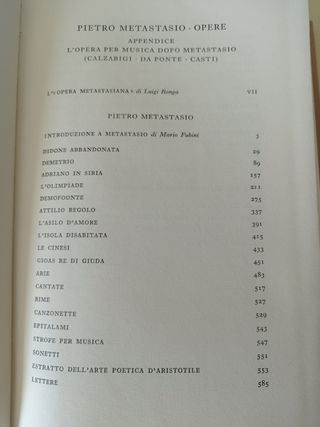 PIETRO METASTASIO · OPERE
APPENDICE
L'OPERA PER MUSICA DOPO METASTASIO
(CALZABIGI · DA PONTE · CASTI)
L'«OPERA METASTASIANA» di Luigi Ronga VII
PIETRO METASTASIO
INTRODUZIONE A METASTASIO di Mario Fubini 3
DIDONE ABBANDONATA 29
DEMETRIO 89
ADRIANO IN SIRIA 157
L'OLIMPIADE 211
DEMOFOONTE 275
ATTILIO REGOLO 337
L'ASILO D'AMORE 391
L'ISOLA DISABITATA 415
LE CINESI 433
GIOAS RE DI GIUDA 451
ARIE 483
CANTATE 517
RIME 527
CANZONETTE 529
EPITALAMI 543
STROFE PER MUSICA 547
SONETTI 551
ESTRATTO DELL'ARTE POETICA D'ARISTOTILE 553
LETTERE 585